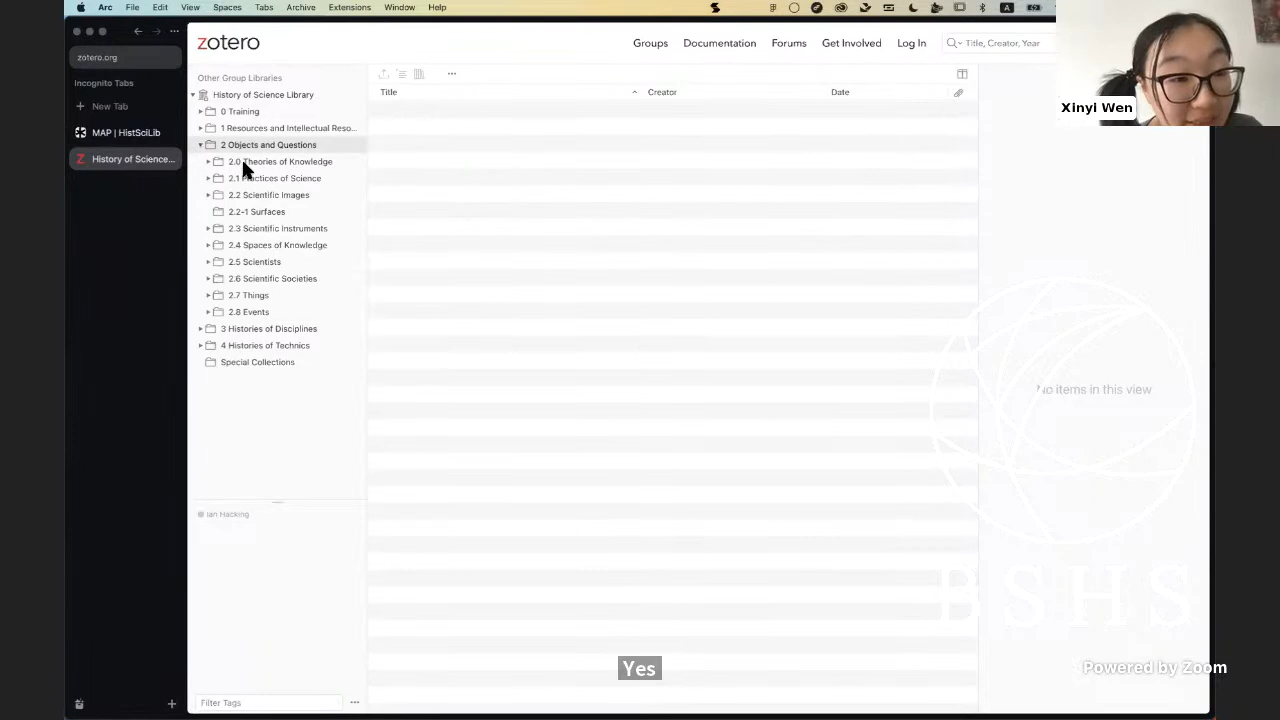 Arc File Edit View Spaces Tabs Archive Extensions Window Help
zotero.org
Incognito Tabs
New Tab
MAP | HistSciLib
History of Science...
zotero
Groups Documentation Forums Get Involved Log In
Title, Creator, Year
Other Group Libraries
History of Science Library
0 Training
1 Resources and Intellectual Reso...
2 Objects and Questions
2.0 Theories of Knowledge
2.1 Practices of Science
2.2 Scientific Images
2.2-1 Surfaces
2.3 Scientific Instruments
2.4 Spaces of Knowledge
2.5 Scientists
2.6 Scientific Societies
2.7 Things
2.8 Events
3 Histories of Disciplines
4 Histories of Technics
Special Collections
Ian Hacking
Filter Tags
Title Creator Date
No items in this view
Xinyi Wen
BSHS
Yes
Powered by Zoom